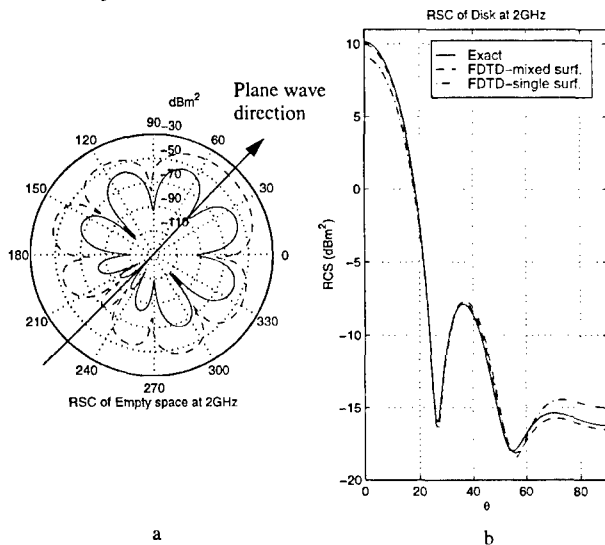 dBm²
Plane wave
direction
90
-30
120
60
-50
-70
150
30
-90
-115
180
0
210
330
240
300
270
RSC of Empty space at 2GHz
a
RSC of Disk at 2GHz
Exact
FDTD-mixed surf.
FDTD-single surf.
10
5
0
-5
-10
-15
-20
RCS (dBm²)
0
20
40
60
80
θ
b